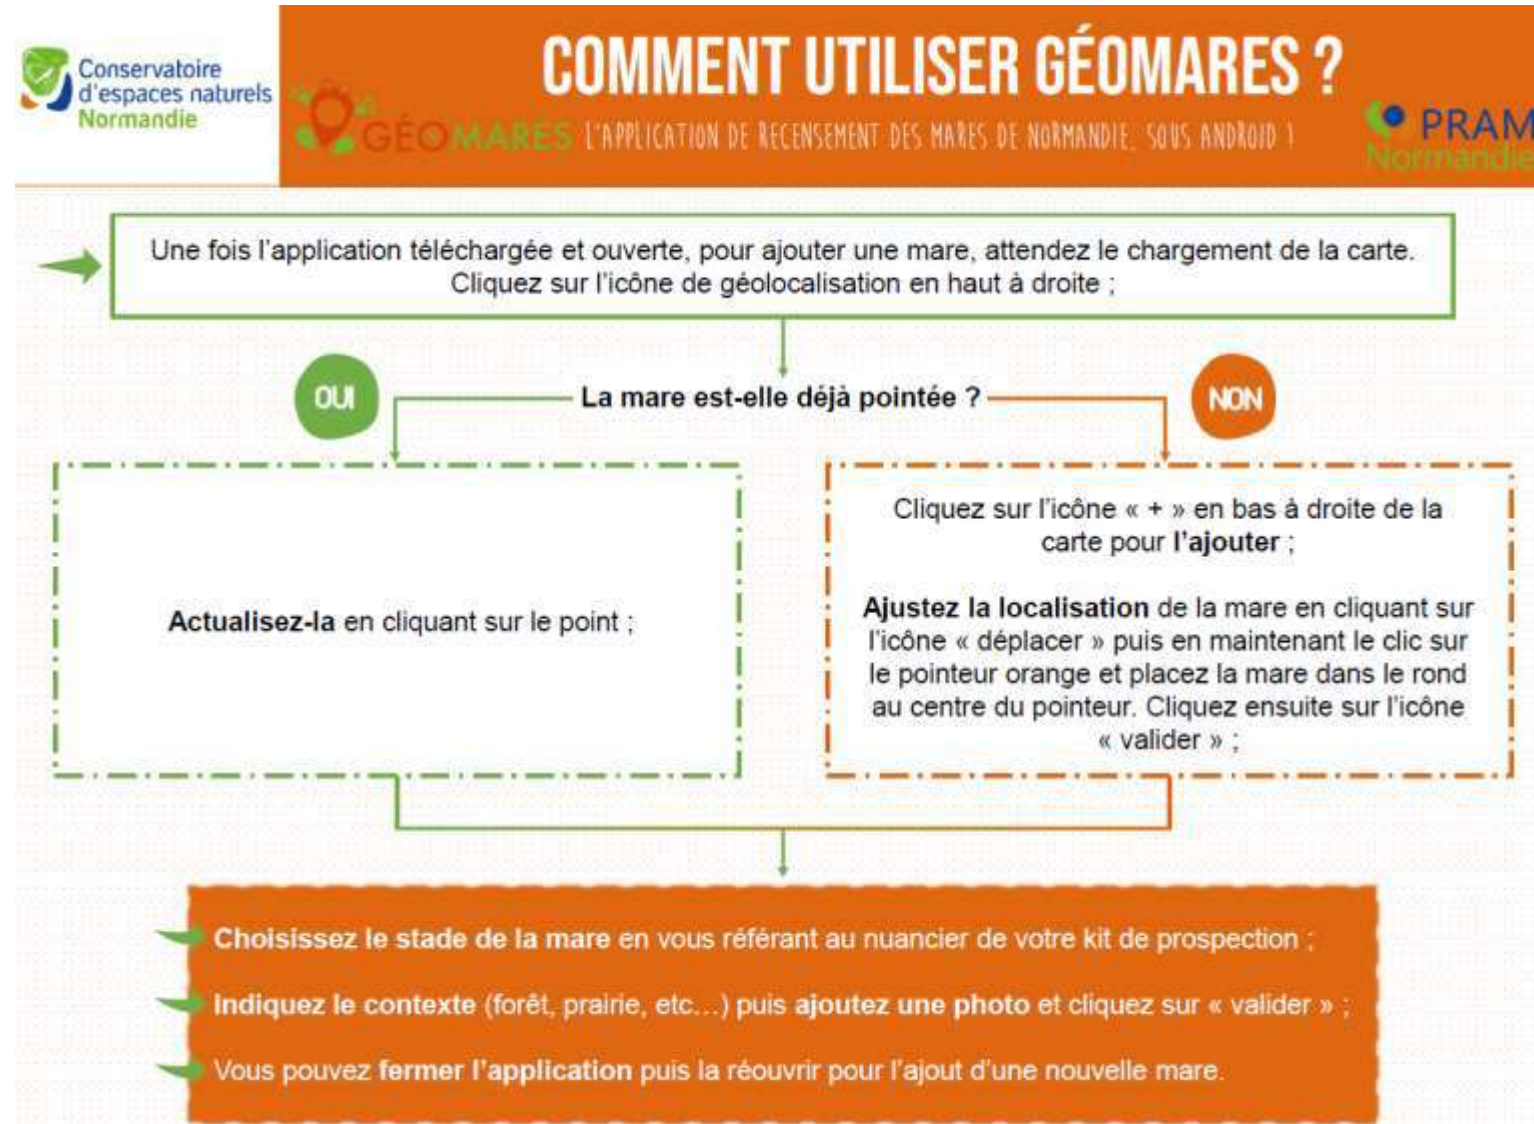 Conservatoire
d'espaces naturels
Normandie
COMMENT UTILISER GÉOMARES ?
GÉOMARES L'APPLICATION DE RECENSEMENT DES MARES DE NORMANDIE, SOUS ANDROID !
PRAM
Normandie
Une fois l'application téléchargée et ouverte, pour ajouter une mare, attendez le chargement de la carte.
Cliquez sur l'icône de géolocalisation en haut à droite ;
OUI
La mare est-elle déjà pointée ?
NON
Actualisez-la en cliquant sur le point ;
Cliquez sur l'icône « + » en bas à droite de la
carte pour l'ajouter ;
Ajustez la localisation de la mare en cliquant sur
l'icône « déplacer » puis en maintenant le clic sur
le pointeur orange et placez la mare dans le rond
au centre du pointeur. Cliquez ensuite sur l'icône
« valider » ;
Choisissez le stade de la mare en vous référant au nuancier de votre kit de prospection ;
Indiquez le contexte (forêt, prairie, etc…) puis ajoutez une photo et cliquez sur « valider » ;
Vous pouvez fermer l'application puis la réouvrir pour l'ajout d'une nouvelle mare.